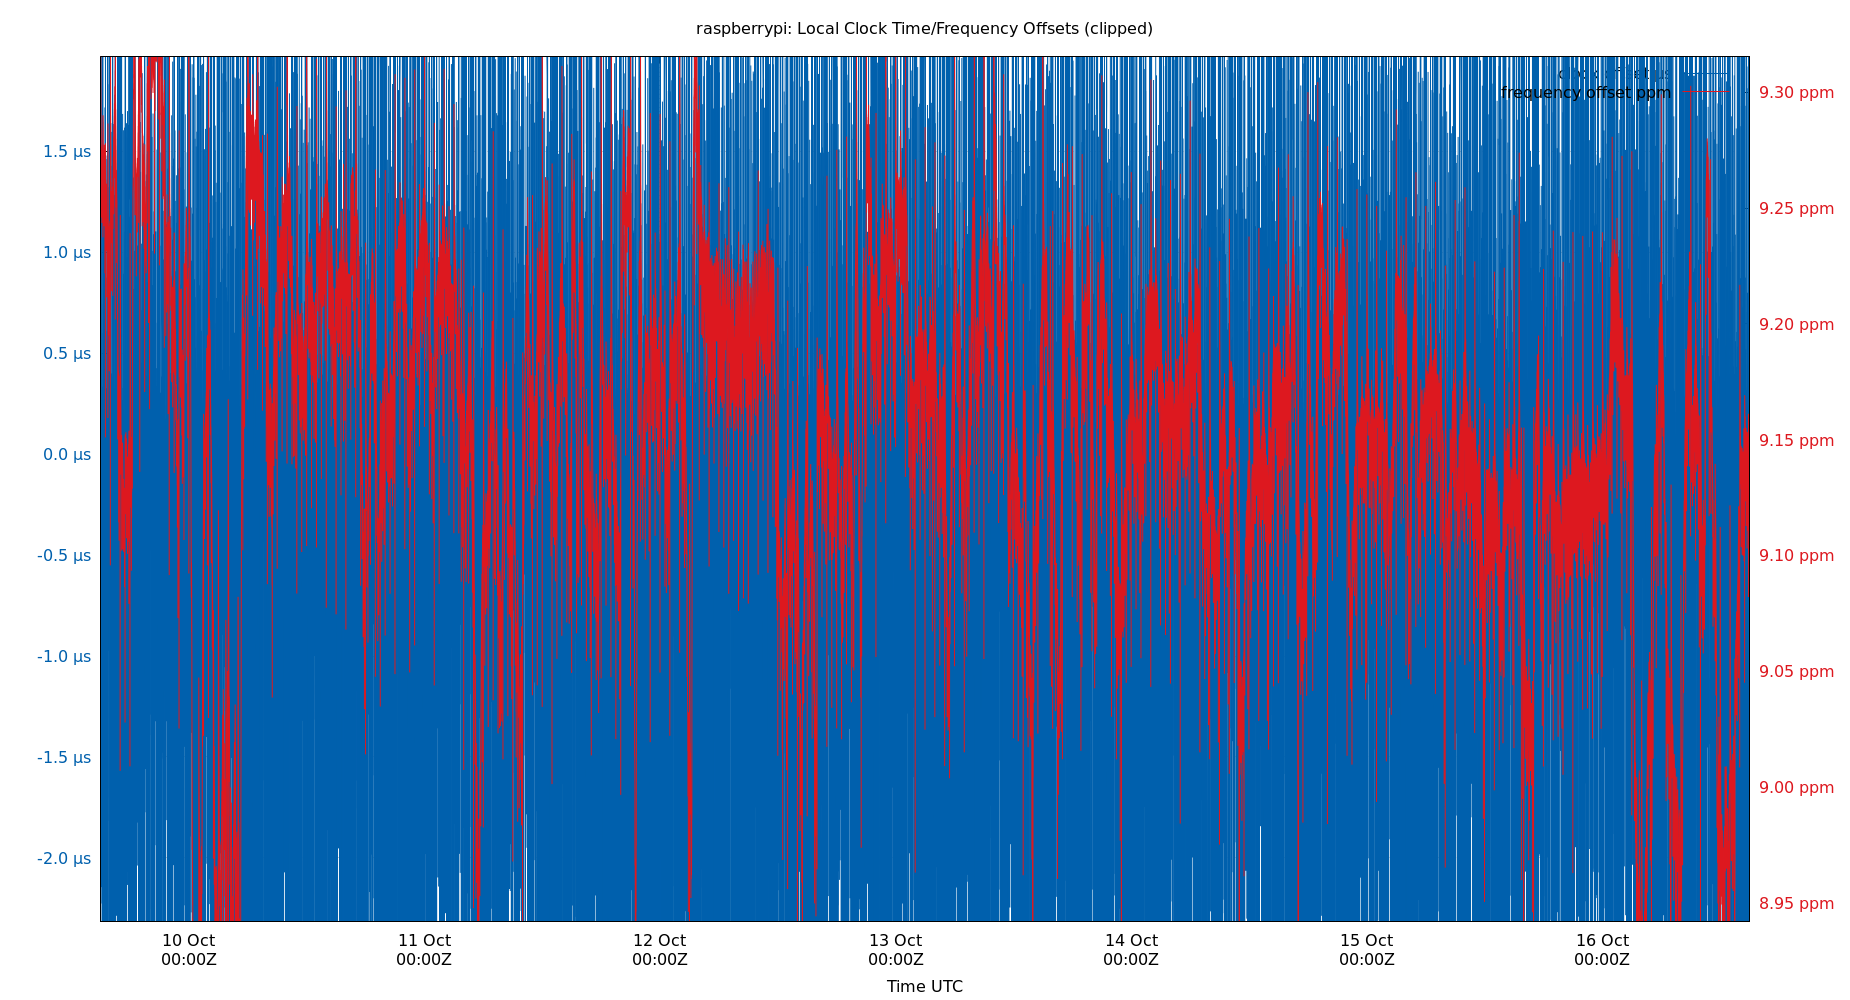 raspberrypi: Local Clock Time/Frequency Offsets (clipped)
clock offset µs
frequency offset ppm
1.5 µs
1.0 µs
0.5 µs
0.0 µs
-0.5 µs
-1.0 µs
-1.5 µs
-2.0 µs
9.30 ppm
9.25 ppm
9.20 ppm
9.15 ppm
9.10 ppm
9.05 ppm
9.00 ppm
8.95 ppm
10 Oct
00:00Z
11 Oct
00:00Z
12 Oct
00:00Z
13 Oct
00:00Z
14 Oct
00:00Z
15 Oct
00:00Z
16 Oct
00:00Z
Time UTC